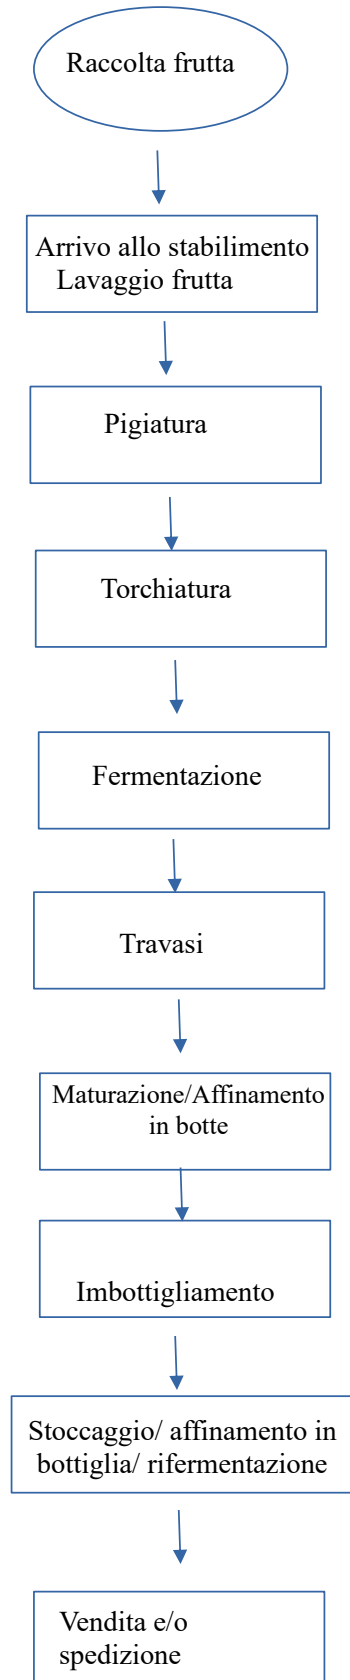 Raccolta frutta
Arrivo allo stabilimento
Lavaggio frutta
Pigiatura
Torchiatura
Fermentazione
Travasi
Maturazione/Affinamento
in botte
Imbottigliamento
Stoccaggio/ affinamento in
bottiglia/ rifermentazione
Vendita e/o
spedizione